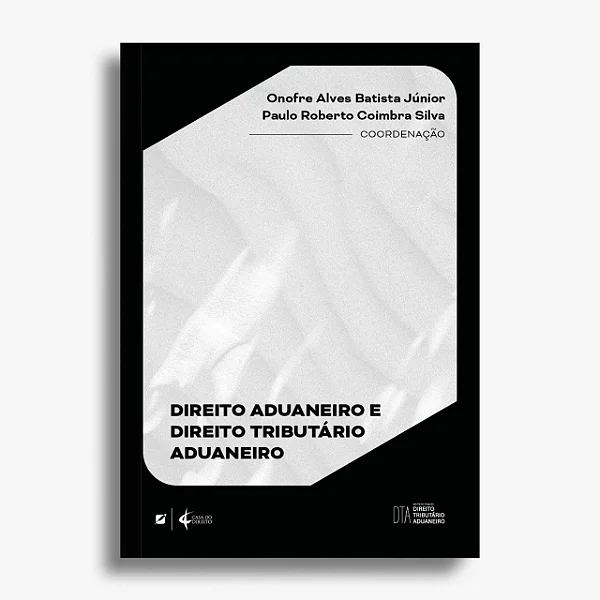 Onofre Alves Batista Júnior
Paulo Roberto Coimbra Silva
COORDENAÇÃO
DIREITO ADUANEIRO E
DIREITO TRIBUTÁRIO
ADUANEIRO
CASA DO
DIREITO
DTA
DIREITO
TRIBUTÁRIO
ADUANEIRO